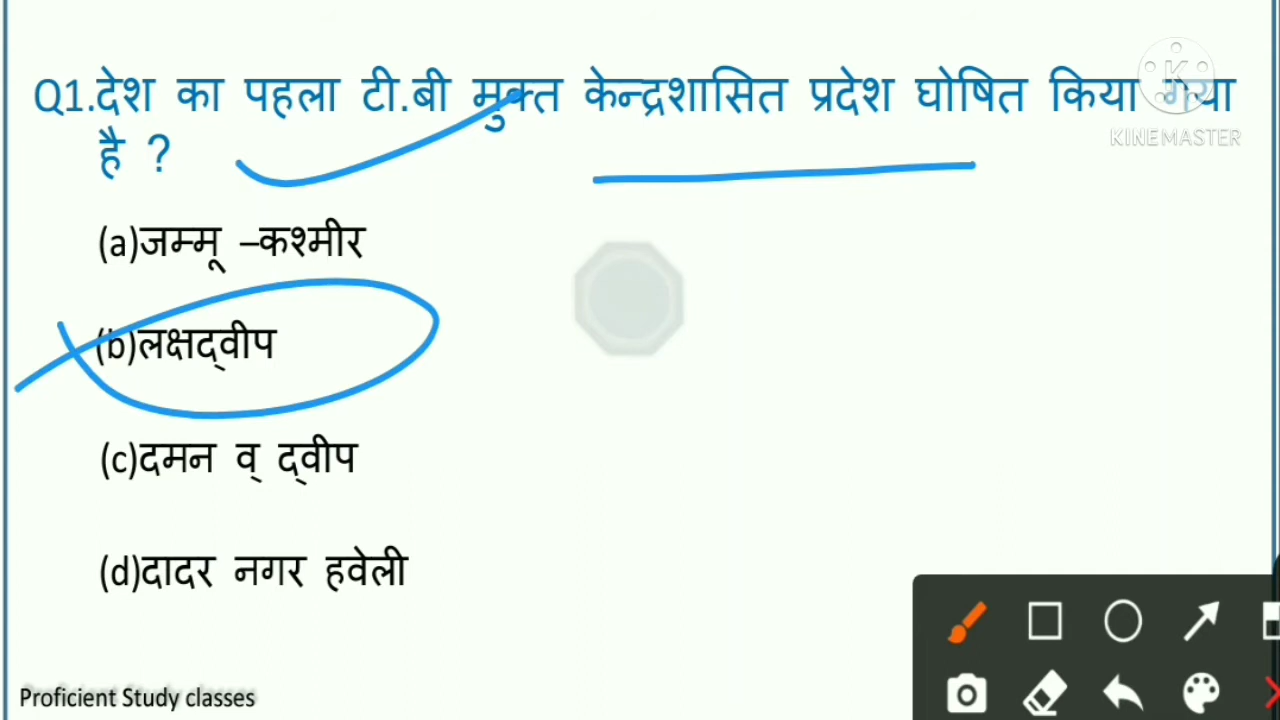 Q1.देश का पहला टी.बी मुक्त केन्द्रशासित प्रदेश घोषित किया गया
है ?
KINEMASTER
(a)जम्मू –कश्मीर
(b)लक्षद्वीप
(c)दमन व् द्वीप
(d)दादर नगर हवेली
Proficient Study classes